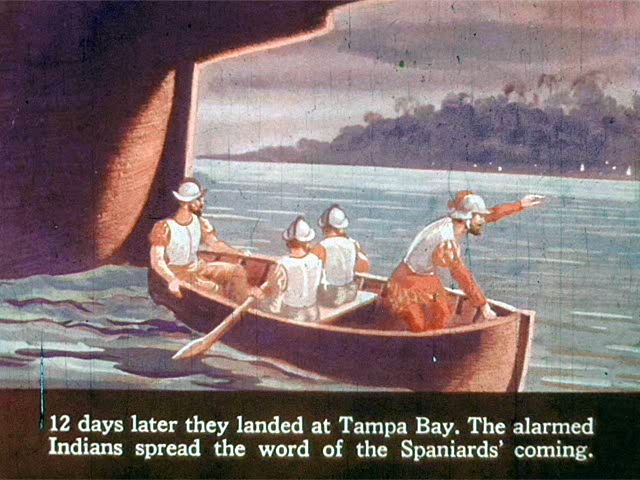 12 days later they landed at Tampa Bay. The alarmed
Indians spread the word of the Spaniards' coming.